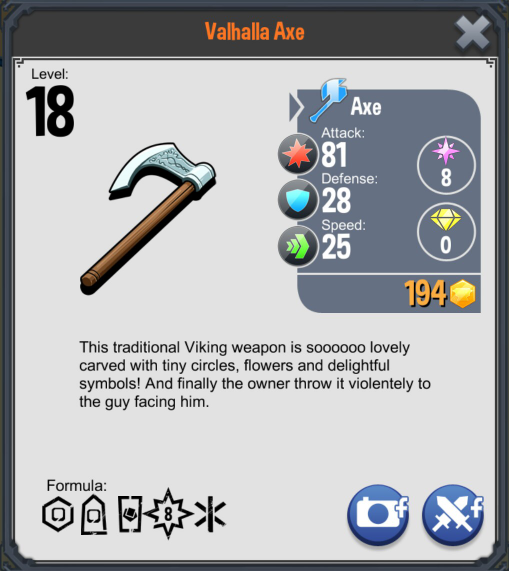 Valhalla Axe
Level:
18
Axe
Attack:
81
8
Defense:
28
Speed:
25
0
194
This traditional Viking weapon is soooooo lovely
carved with tiny circles, flowers and delightful
symbols! And finally the owner throw it violentely to
the guy facing him.
Formula:
8
f
f